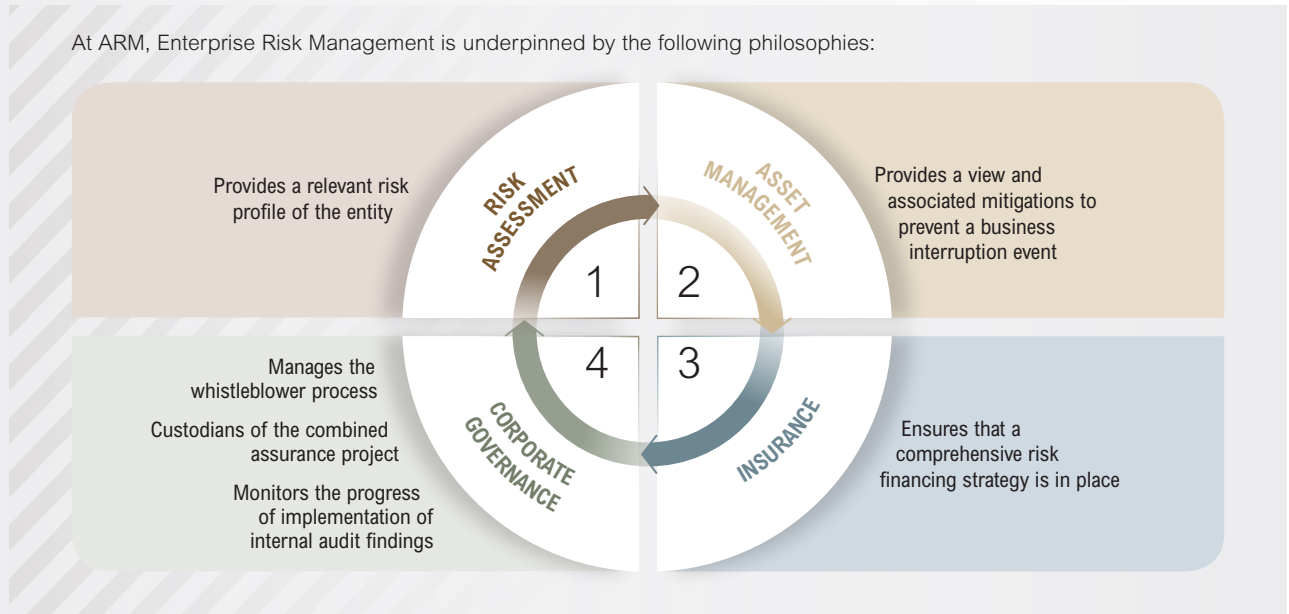 At ARM, Enterprise Risk Management is underpinned by the following philosophies:
Provides a relevant risk
profile of the entity
RISK
ASSESSMENT
1
ASSET
MANAGEMENT
2
Provides a view and
associated mitigations to
prevent a business
interruption event
3
INSURANCE
Ensures that a
comprehensive risk
financing strategy is in place
4
CORPORATE
GOVERNANCE
Manages the
whistleblower process
Custodians of the combined
assurance project
Monitors the progress
of implementation of
internal audit findings